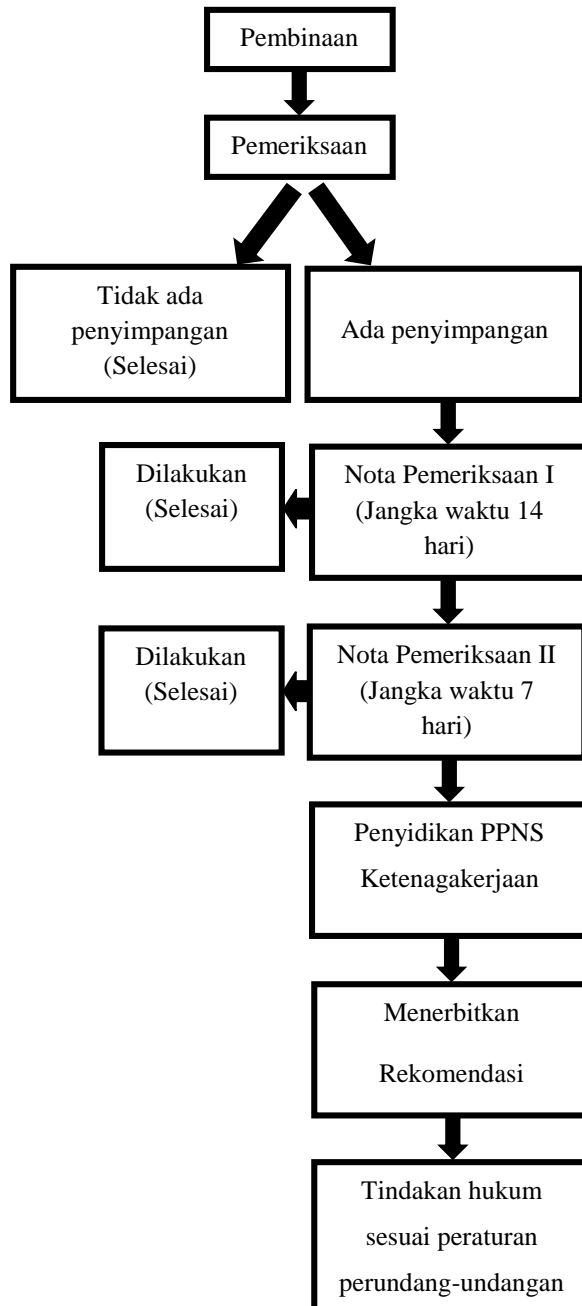 Pembinaan
Pemeriksaan
Tidak ada
penyimpangan
(Selesai)
Ada penyimpangan
Dilakukan
(Selesai)
Nota Pemeriksaan I
(Jangka waktu 14
hari)
Dilakukan
(Selesai)
Nota Pemeriksaan II
(Jangka waktu 7
hari)
Penyidikan PPNS
Ketenagakerjaan
Menerbitkan
Rekomendasi
Tindakan hukum
sesuai peraturan
perundang-undangan